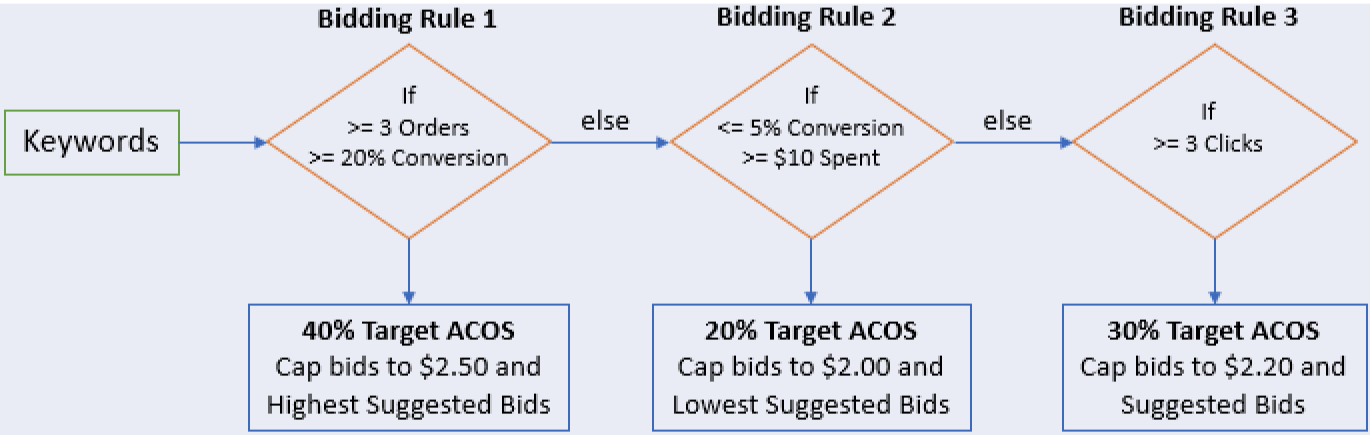 Bidding Rule 1
Bidding Rule 2
Bidding Rule 3
Keywords
If
>= 3 Orders
>= 20% Conversion
else
If
<= 5% Conversion
>= $10 Spent
else
If
>= 3 Clicks
40% Target ACOS
Cap bids to $2.50 and
Highest Suggested Bids
20% Target ACOS
Cap bids to $2.00 and
Lowest Suggested Bids
30% Target ACOS
Cap bids to $2.20 and
Suggested Bids